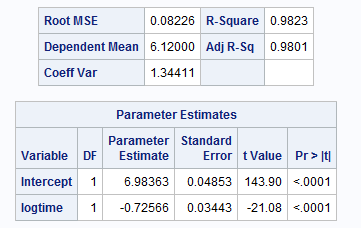 Root MSE 0.08226 R-Square 0.9823
Dependent Mean 6.12000 Adj R-Sq 0.9801
Coeff Var 1.34411
Parameter Estimates
Variable DF Parameter Estimate Standard Error t Value Pr > |t|
Intercept 1 6.98363 0.04853 143.90 <.0001
logtime 1 -0.72566 0.03443 -21.08 <.0001